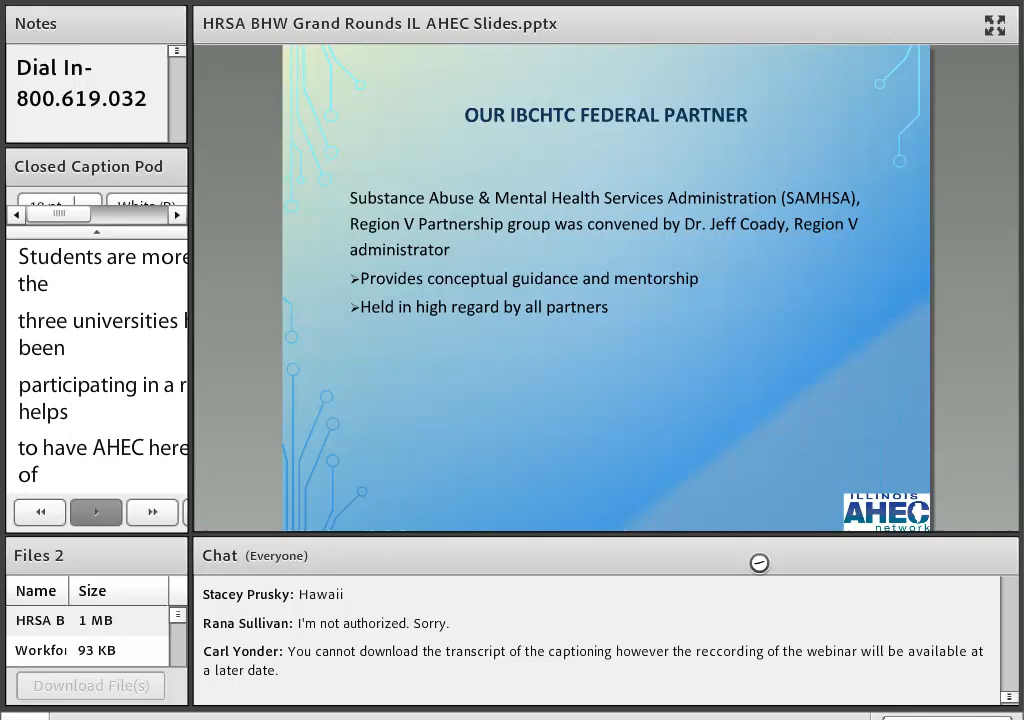 Notes
Dial In-
800.619.032
Closed Caption Pod
Students are more
the
three universities
been
participating in a
helps
to have AHEC here
of
Files 2
Name Size
HRSA B 1 MB
Workfo 93 KB
Download File(s)
HRSA BHW Grand Rounds IL AHEC Slides.pptx
OUR IBCHTC FEDERAL PARTNER
Substance Abuse & Mental Health Services Administration (SAMHSA),
Region V Partnership group was convened by Dr. Jeff Coady, Region V
administrator
➢Provides conceptual guidance and mentorship
➢Held in high regard by all partners
ILLINOIS
AHEC
network
Chat (Everyone)
Stacey Prusky: Hawaii
Rana Sullivan: I'm not authorized. Sorry.
Carl Yonder: You cannot download the transcript of the captioning however the reccording of the webinar will be available at
a later date.